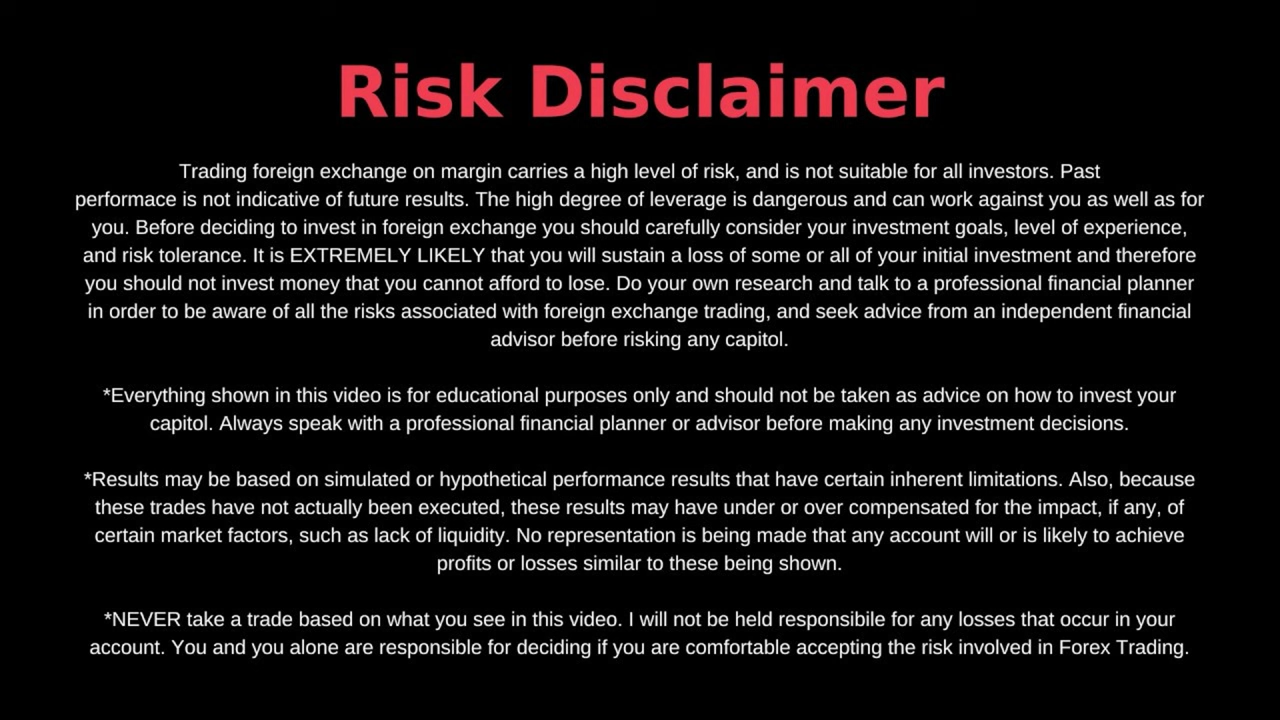 Risk Disclaimer
Trading foreign exchange on margin carries a high level of risk, and is not suitable for all investors. Past
performace is not indicative of future results. The high degree of leverage is dangerous and can work against you as well as for
you. Before deciding to invest in foreign exchange you should carefully consider your investment goals, level of experience,
and risk tolerance. It is EXTREMELY LIKELY that you will sustain a loss of some or all of your initial investment and therefore
you should not invest money that you cannot afford to lose. Do your own research and talk to a professional financial planner
in order to be aware of all the risks associated with foreign exchange trading, and seek advice from an independent financial
advisor before risking any capitol.
*Everything shown in this video is for educational purposes only and should not be taken as advice on how to invest your
capitol. Always speak with a professional financial planner or advisor before making any investment decisions.
*Results may be based on simulated or hypothetical performance results that have certain inherent limitations. Also, because
these trades have not actually been executed, these results may have under or over compensated for the impact, if any, of
certain market factors, such as lack of liquidity. No representation is being made that any account will or is likely to achieve
profits or losses similar to these being shown.
*NEVER take a trade based on what you see in this video. I will not be held responsibile for any losses that occur in your
account. You and you alone are responsible for deciding if you are comfortable accepting the risk involved in Forex Trading.